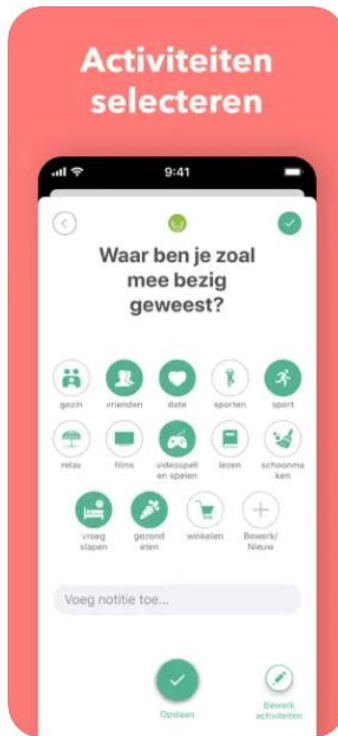 Activiteiten
selecteren
9:41
Waar ben je zoal
mee bezig
geweest?
gezin vrienden date sporten sport
relax films videospell lezen schoonma
en spelen ken
vroeg gezond winkelen Bewerk/
slapen eten Nieuw
Voeg notitie toe...
Opslaan Bewerk
activiteiten